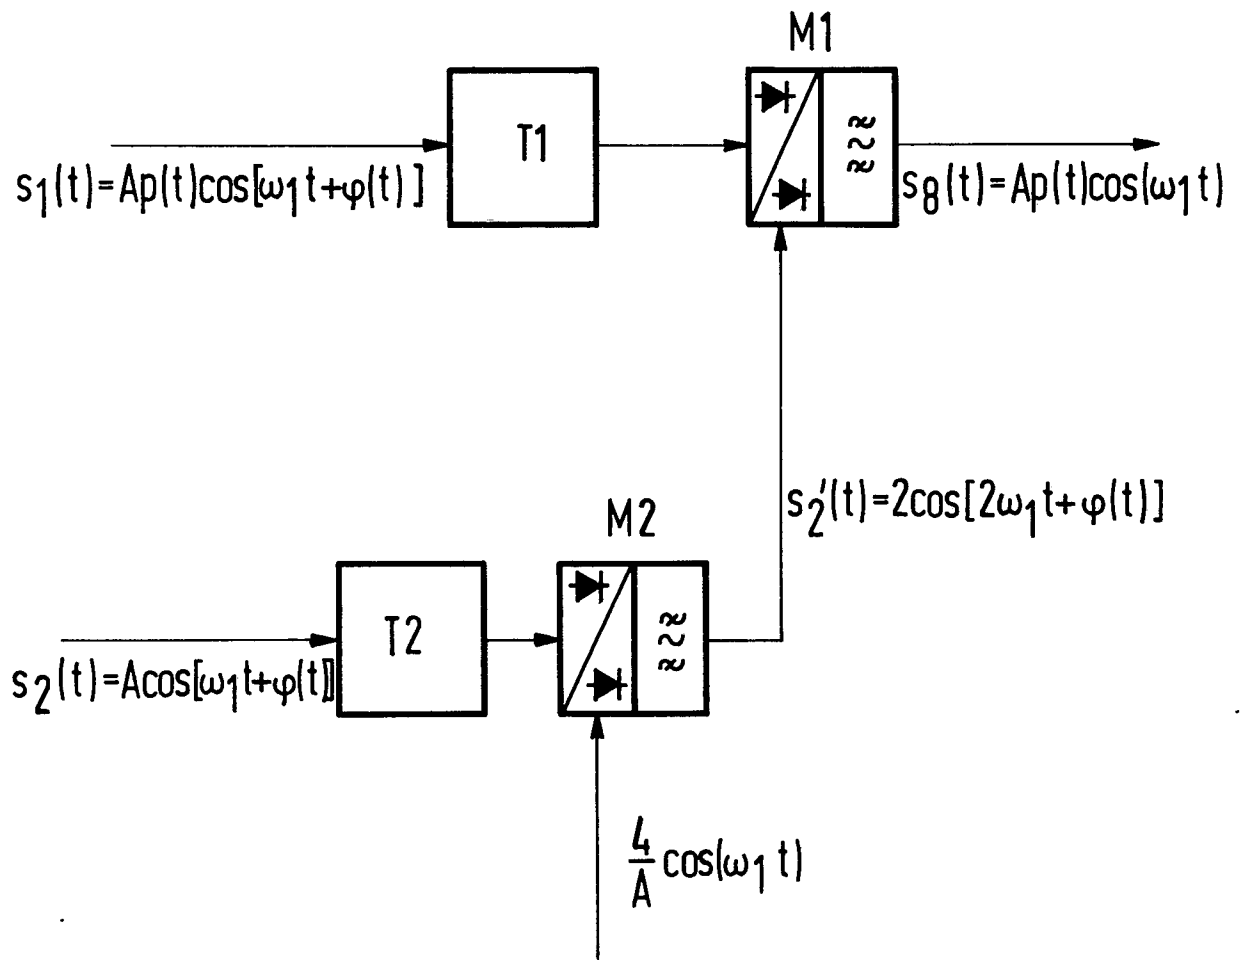 M1
T1
s₁(t)=Ap(t)cos[ω₁t+φ(t)]
s₈(t)=Ap(t)cos(ω₁t)
s₂'(t)=2cos[2ω₁t+φ(t)]
M2
T2
s₂(t)=Acos[ω₁t+φ(t)]
4/A cos(ω₁t)